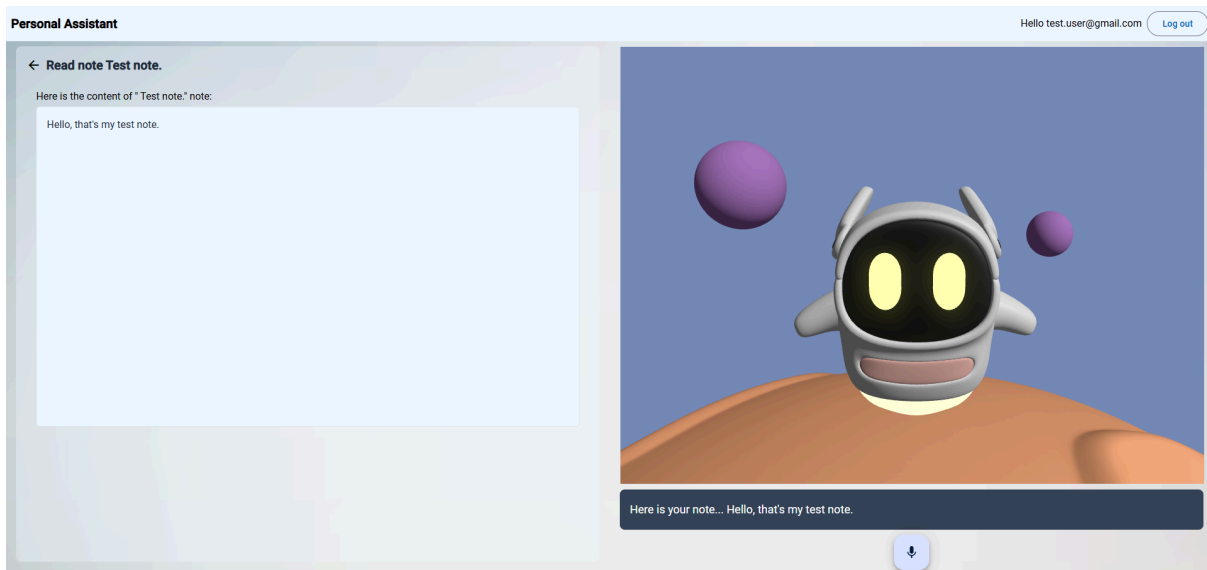 Personal Assistant
Hello test.user@gmail.com
Log out
Read note Test note.
Here is the content of " Test note." note:
Hello, that's my test note.
Here is your note... Hello, that's my test note.